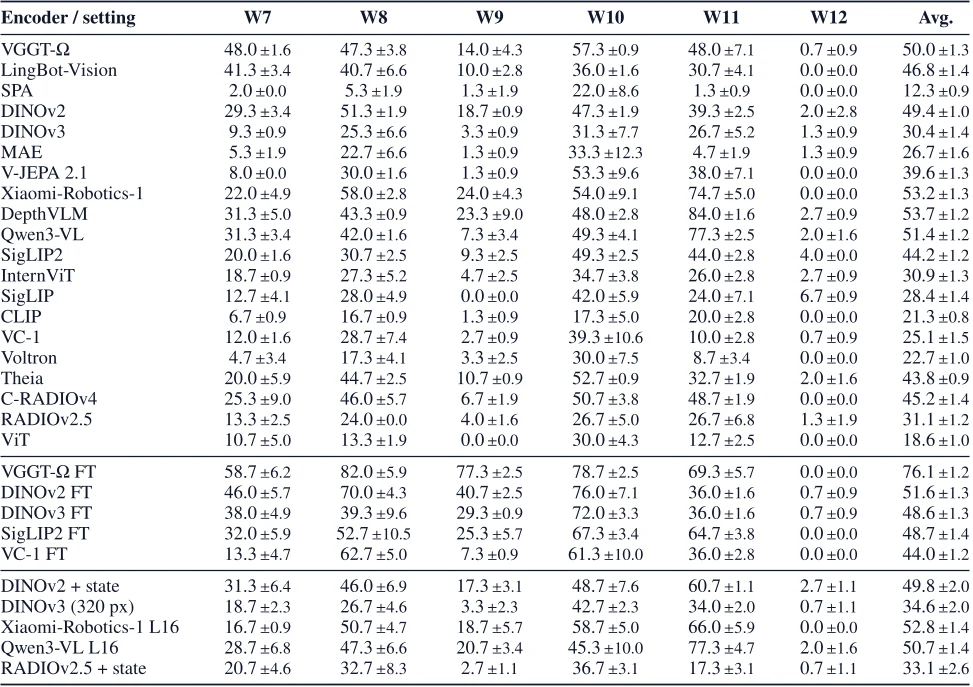 Encoder / setting W7 W8 W9 W10 W11 W12 Avg.
VGGT-Ω 48.0 ±1.6 47.3 ±3.8 14.0 ±4.3 57.3 ±0.9 48.0 ±7.1 0.7 ±0.9 50.0 ±1.3
LingBot-Vision 41.3 ±3.4 40.7 ±6.6 10.0 ±2.8 36.0 ±1.6 30.7 ±4.1 0.0 ±0.0 46.8 ±1.4
SPA 2.0 ±0.0 5.3 ±1.9 1.3 ±1.9 22.0 ±8.6 1.3 ±0.9 0.0 ±0.0 12.3 ±0.9
DINOv2 29.3 ±3.4 51.3 ±1.9 18.7 ±0.9 47.3 ±1.9 39.3 ±2.5 2.0 ±2.8 49.4 ±1.0
DINOv3 9.3 ±0.9 25.3 ±6.6 3.3 ±0.9 31.3 ±7.7 26.7 ±5.2 1.3 ±0.9 30.4 ±1.4
MAE 5.3 ±1.9 22.7 ±6.6 1.3 ±0.9 33.3 ±12.3 4.7 ±1.9 1.3 ±0.9 26.7 ±1.6
V-JEPA 2.1 8.0 ±0.0 30.0 ±1.6 1.3 ±0.9 53.3 ±9.6 38.0 ±7.1 0.0 ±0.0 39.6 ±1.3
Xiaomi-Robotics-1 22.0 ±4.9 58.0 ±2.8 24.0 ±4.3 54.0 ±9.1 74.7 ±5.0 0.0 ±0.0 53.2 ±1.3
DepthVLM 31.3 ±5.0 43.3 ±0.9 23.3 ±9.0 48.0 ±2.8 84.0 ±1.6 2.7 ±0.9 53.7 ±1.2
Qwen3-VL 31.3 ±3.4 42.0 ±1.6 7.3 ±3.4 49.3 ±4.1 77.3 ±2.5 2.0 ±1.6 51.4 ±1.2
SigLIP2 20.0 ±1.6 30.7 ±2.5 9.3 ±2.5 49.3 ±2.5 44.0 ±2.8 4.0 ±0.0 44.2 ±1.2
InternViT 18.7 ±0.9 27.3 ±5.2 4.7 ±2.5 34.7 ±3.8 26.0 ±2.8 2.7 ±0.9 30.9 ±1.3
SigLIP 12.7 ±4.1 28.0 ±4.9 0.0 ±0.0 42.0 ±5.9 24.0 ±7.1 6.7 ±0.9 28.4 ±1.4
CLIP 6.7 ±0.9 16.7 ±0.9 1.3 ±0.9 17.3 ±5.0 20.0 ±2.8 0.0 ±0.0 21.3 ±0.8
VC-1 12.0 ±1.6 28.7 ±7.4 2.7 ±0.9 39.3 ±10.6 10.0 ±2.8 0.7 ±0.9 25.1 ±1.5
Voltron 4.7 ±3.4 17.3 ±4.1 3.3 ±2.5 30.0 ±7.5 8.7 ±3.4 0.0 ±0.0 22.7 ±1.0
Theia 20.0 ±5.9 44.7 ±2.5 10.7 ±0.9 52.7 ±0.9 32.7 ±1.9 2.0 ±1.6 43.8 ±0.9
C-RADIOv4 25.3 ±9.0 46.0 ±5.7 6.7 ±1.9 50.7 ±3.8 48.7 ±1.9 0.0 ±0.0 45.2 ±1.4
RADIOv2.5 13.3 ±2.5 24.0 ±0.0 4.0 ±1.6 26.7 ±5.0 26.7 ±6.8 1.3 ±1.9 31.1 ±1.2
ViT 10.7 ±5.0 13.3 ±1.9 0.0 ±0.0 30.0 ±4.3 12.7 ±2.5 0.0 ±0.0 18.6 ±1.0
VGGT-Ω FT 58.7 ±6.2 82.0 ±5.9 77.3 ±2.5 78.7 ±2.5 69.3 ±5.7 0.0 ±0.0 76.1 ±1.2
DINOv2 FT 46.0 ±5.7 70.0 ±4.3 40.7 ±2.5 76.0 ±7.1 36.0 ±1.6 0.7 ±0.9 51.6 ±1.3
DINOv3 FT 38.0 ±4.9 39.3 ±9.6 29.3 ±0.9 72.0 ±3.3 36.0 ±1.6 0.7 ±0.9 48.6 ±1.3
SigLIP2 FT 32.0 ±5.9 52.7 ±10.5 25.3 ±5.7 67.3 ±3.4 64.7 ±3.8 0.0 ±0.0 48.7 ±1.4
VC-1 FT 13.3 ±4.7 62.7 ±5.0 7.3 ±0.9 61.3 ±10.0 36.0 ±2.8 0.0 ±0.0 44.0 ±1.2
DINOv2 + state 31.3 ±6.4 46.0 ±6.9 17.3 ±3.1 48.7 ±7.6 60.7 ±1.1 2.7 ±1.1 49.8 ±2.0
DINOv3 (320 px) 18.7 ±2.3 26.7 ±4.6 3.3 ±2.3 42.7 ±2.3 34.0 ±2.0 0.7 ±1.1 34.6 ±2.0
Xiaomi-Robotics-1 L16 16.7 ±0.9 50.7 ±4.7 18.7 ±5.7 58.7 ±5.0 66.0 ±5.9 0.0 ±0.0 52.8 ±1.4
Qwen3-VL L16 28.7 ±6.8 47.3 ±6.6 20.7 ±3.4 45.3 ±10.0 77.3 ±4.7 2.0 ±1.6 50.7 ±1.4
RADIOv2.5 + state 20.7 ±4.6 32.7 ±8.3 2.7 ±1.1 36.7 ±3.1 17.3 ±3.1 0.7 ±1.1 33.1 ±2.6